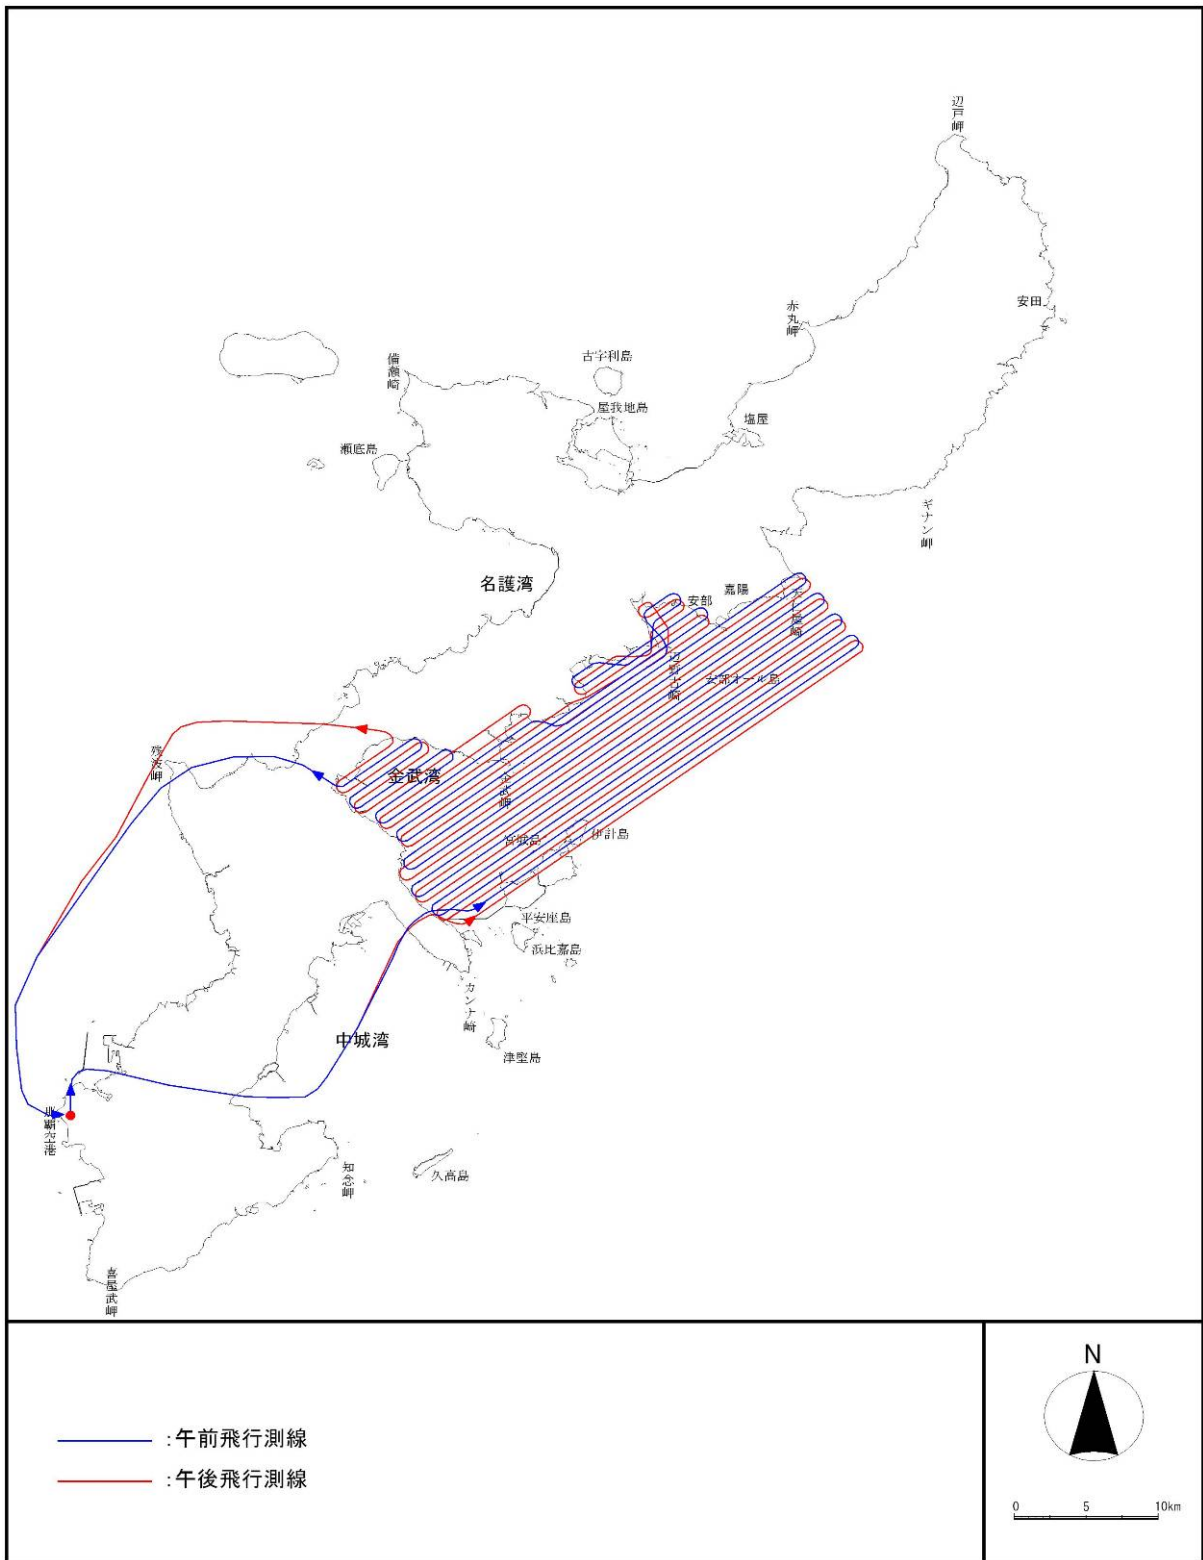 辺戸岬
安田
赤丸岬
備瀬崎
古宇利島
屋我地島
塩屋
瀬底島
ギナン岬
名護湾
嘉陽
安部
天仁屋崎
辺野古崎
安部オール島
残波岬
金武湾
金武岬
宮城島
伊計島
平安座島
浜比嘉島
カンナ崎
中城湾
津堅島
那覇空港
知念岬
久高島
喜屋武岬
:午前飛行測線
:午後飛行測線
N
0 5 10km